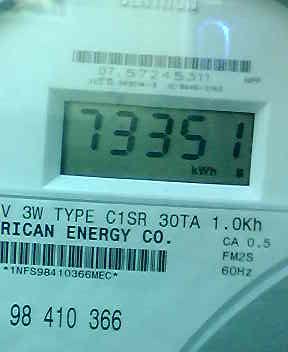 73351
kWh
V 3W TYPE C1SR 30TA 1.0Kh
RICAN ENERGY CO.
CA 0.5
FM2S
60Hz
*1NFS98410366MEC*
98 410 366